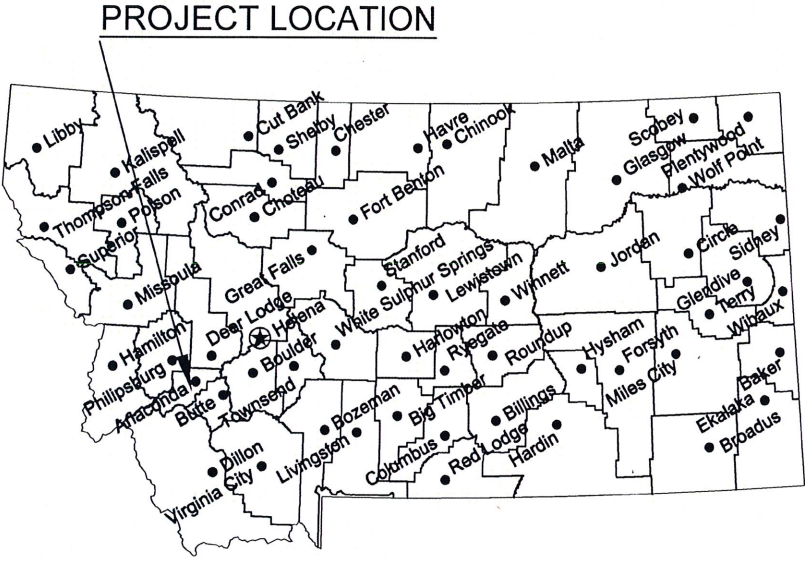 PROJECT LOCATION
Libby
Kalispell
Cut Bank
Shelby
Chester
Havre
Chinook
Malta
Scobey
Glasgow
Plentywood
Wolf Point
Thompson Falls
Polson
Conrad
Choteau
Fort Benton
Superior
Missoula
Great Falls
Stanford
White Sulphur Springs
Lewistown
Winnett
Jordan
Circle
Sidney
Glendive
Terry
Wibaux
Deer Lodge
Helena
Hamilton
Philipsburg
Anaconda
Boulder
Butte
Townsend
Harlowton
Ryegate
Roundup
Hysham
Forsyth
Miles City
Baker
Ekalaka
Broadus
Bozeman
Livingston
Big Timber
Columbus
Billings
Red Lodge
Hardin
Dillon
Virginia City